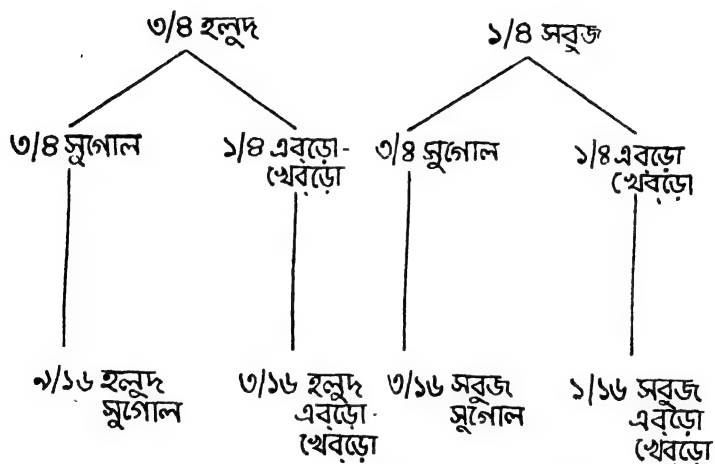 ৩/৪ হলুদ ১/৪ সবুজ
৩/৪ সুগোল ১/৪ এবড়ো- ৩/৪ সুগোল ১/৪ এবড়ো
খেবড়ো খেবড়ো
৯/১৬ হলুদ ৩/১৬ হলুদ ৩/১৬ সবুজ ১/১৬ সবুজ
সুগোল এবড়ো- সুগোল এবড়ো
খেবড়ো খেবড়ো